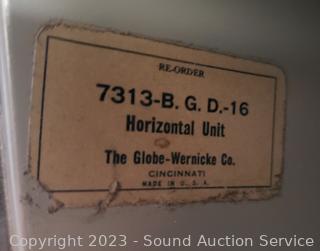 RE-ORDER
7313-B. G. D.-16
Horizontal Unit
The Globe-Wernicke Co.
CINCINNATI
MADE IN U. S. A.
Copyright 2023 - Sound Auction Service